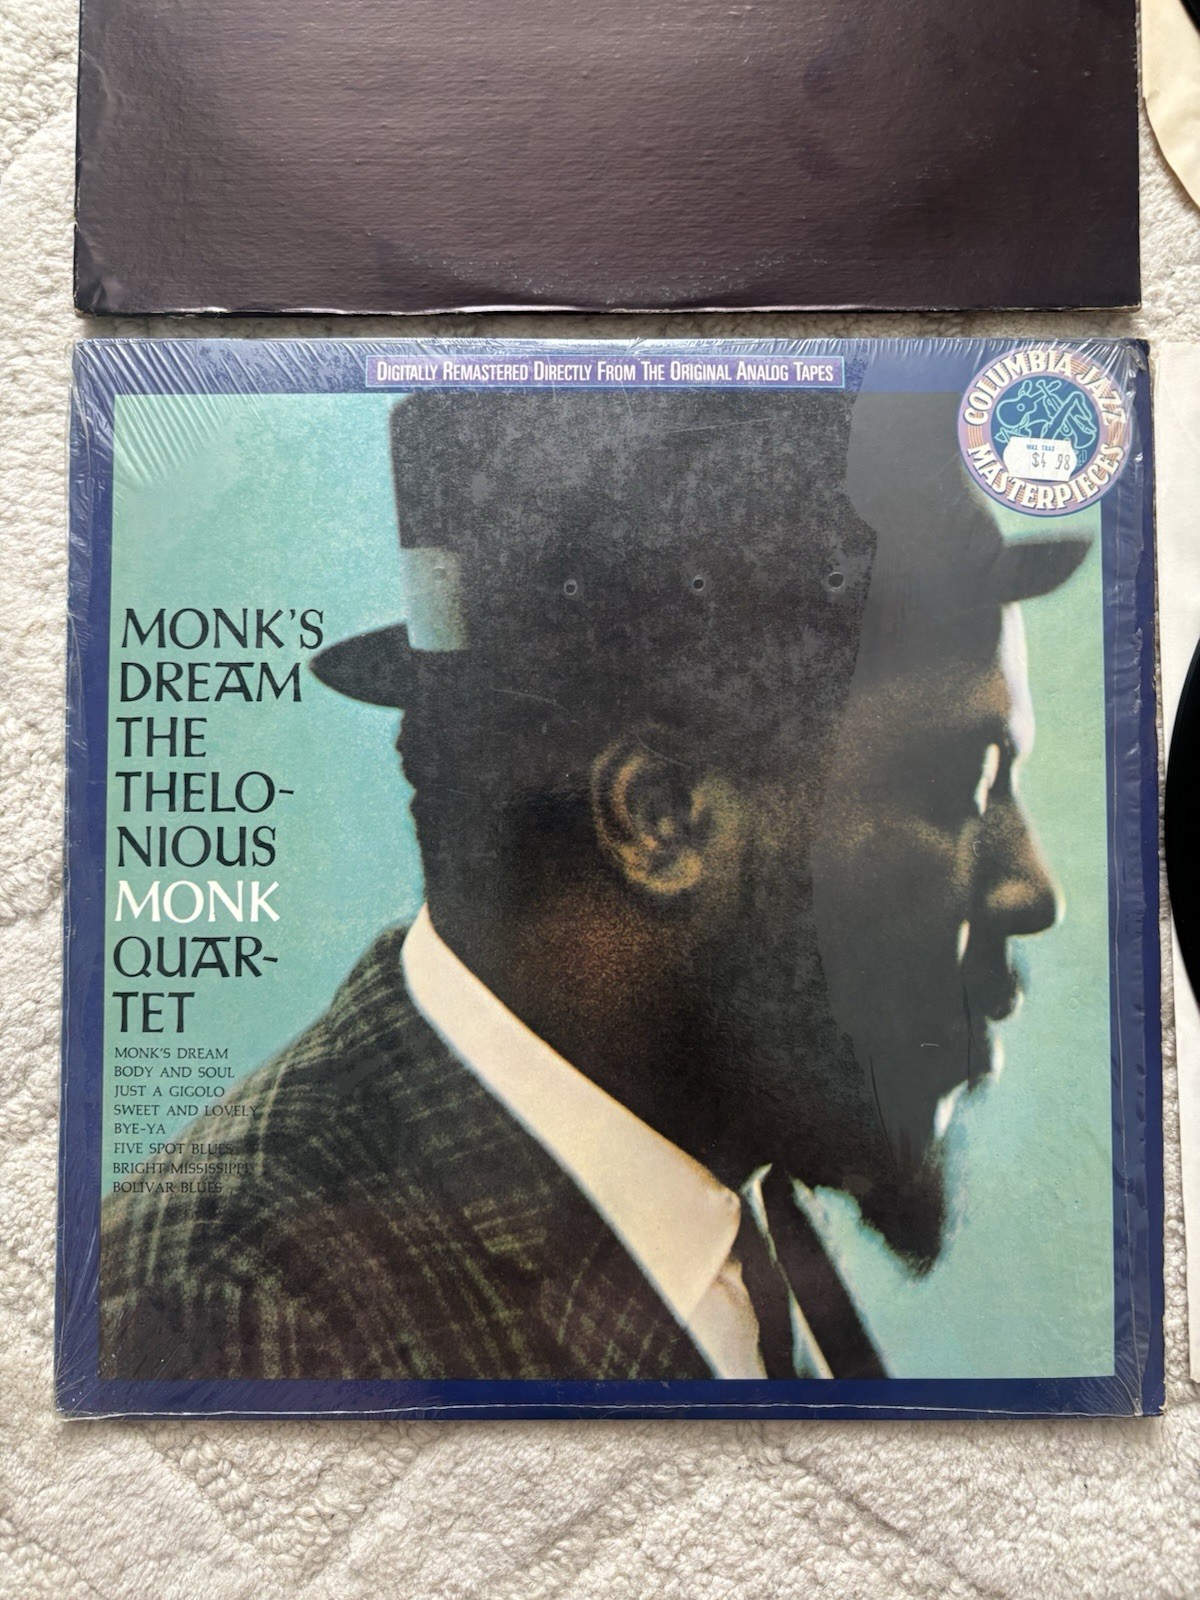 DIGITALLY REMASTERED DIRECTLY FROM THE ORIGINAL ANALOG TAPES
COLUMBIA JAZZ
$4.98
MASTERPIECES
MONK'S
DREAM
THE
THELO-
NIOUS
MONK
QUAR-
TET
MONK'S DREAM
BODY AND SOUL
JUST A GIGOLO
SWEET AND LOVELY
BYE-YA
FIVE SPOT BLUES
BRIGHT MISSISSIPPI
BOLIVAR BLUES